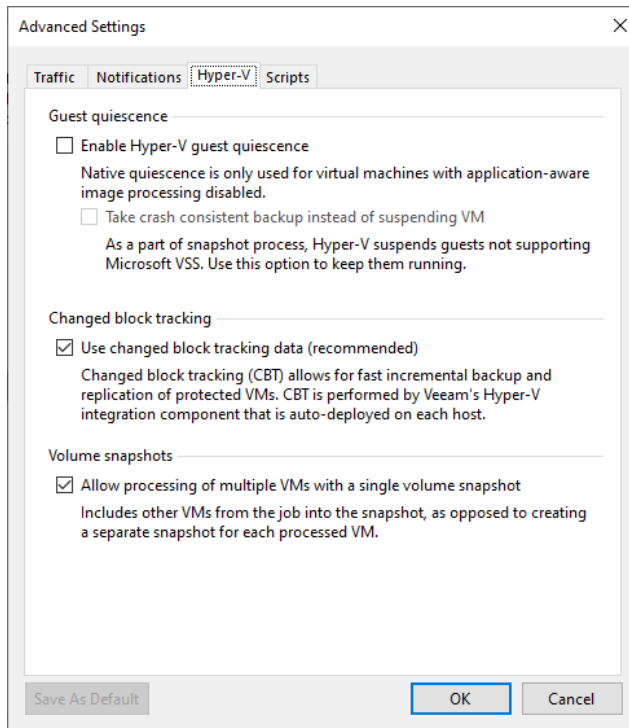 Advanced Settings
Traffic Notifications Hyper-V Scripts
Guest quiescence
Enable Hyper-V guest quiescence
Native quiescence is only used for virtual machines with application-aware
image processing disabled.
Take crash consistent backup instead of suspending VM
As a part of snapshot process, Hyper-V suspends guests not supporting
Microsoft VSS. Use this option to keep them running.
Changed block tracking
Use changed block tracking data (recommended)
Changed block tracking (CBT) allows for fast incremental backup and
replication of protected VMs. CBT is performed by Veeam's Hyper-V
integration component that is auto-deployed on each host.
Volume snapshots
Allow processing of multiple VMs with a single volume snapshot
Includes other VMs from the job into the snapshot, as opposed to creating
a separate snapshot for each processed VM.
Save As Default OK Cancel